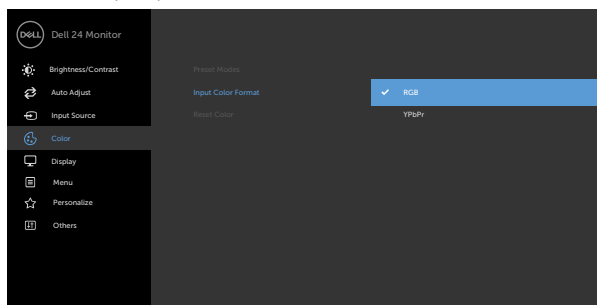 DELL Dell 24 Monitor
Brightness/Contrast Preset Modes
Auto Adjust Input Color Format RGB
Input Source Reset Color YPbPr
Color
Display
Menu
Personalize
Others